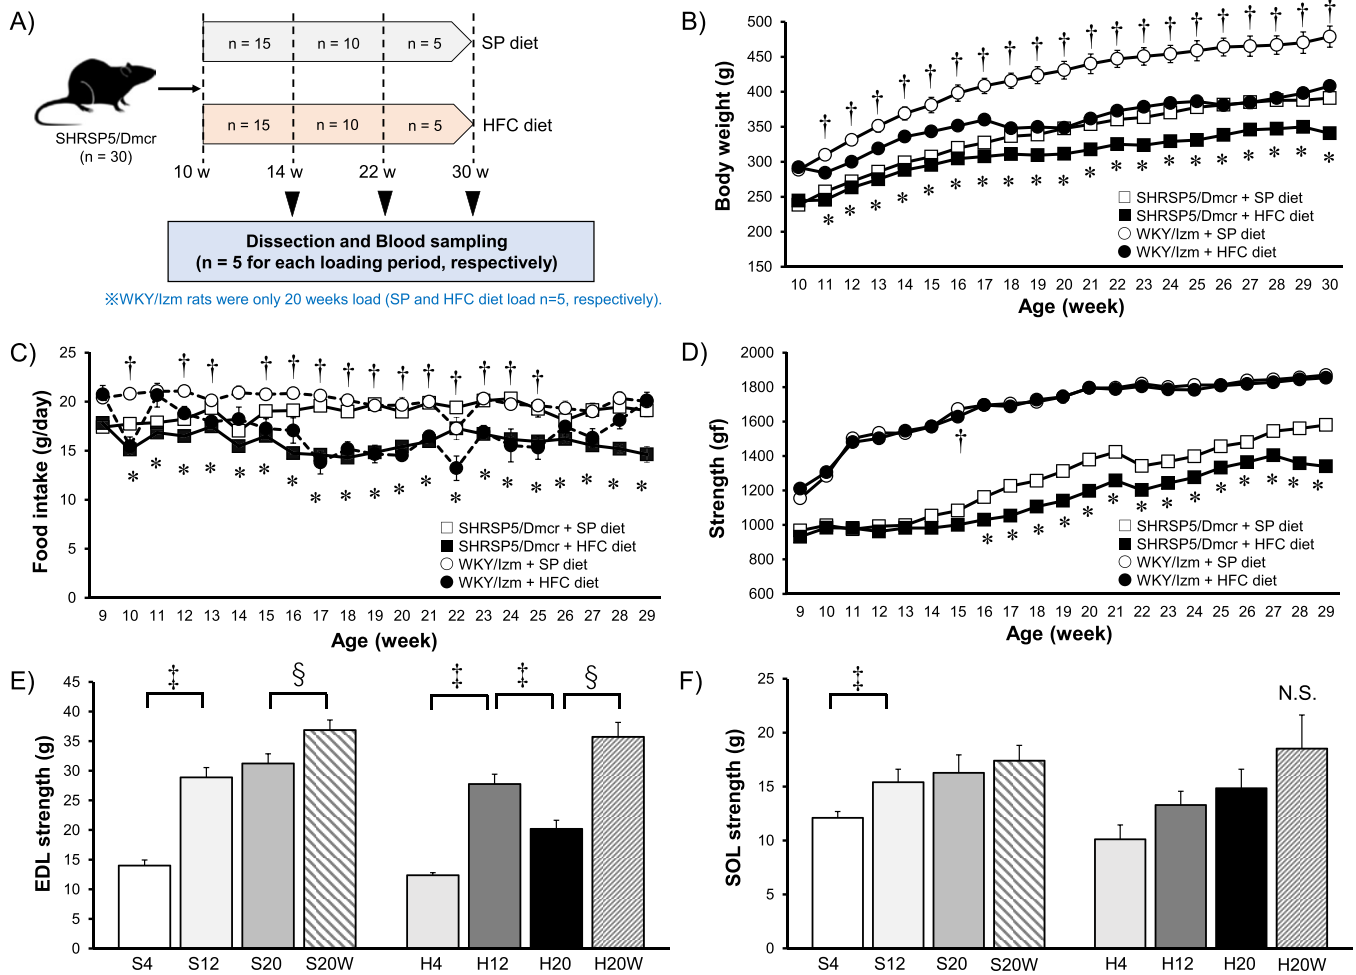 A)
n = 15
n = 10
n = 5
SP diet
SHRSP5/Dmcr
(n = 30)
n = 15
n = 10
n = 5
HFC diet
10 w
14 w
22 w
30 w
Dissection and Blood sampling
(n = 5 for each loading period, respectively)
※WKY/Izm rats were only 20 weeks load (SP and HFC diet load n=5, respectively).
B)
Body weight (g)
500
450
400
350
300
250
200
150
† † † † † † † † † † † † † † † † † † † †
* * * * * * * * * * * * * * * * * * * *
SHRSP5/Dmcr + SP diet
SHRSP5/Dmcr + HFC diet
WKY/Izm + SP diet
WKY/Izm + HFC diet
10 11 12 13 14 15 16 17 18 19 20 21 22 23 24 25 26 27 28 29 30
Age (week)
C)
Food intake (g/day)
25
20
15
10
5
0
† † † † † † † † † † † † † †
* * * * * * * * * * * * * * * * * * * *
SHRSP5/Dmcr + SP diet
SHRSP5/Dmcr + HFC diet
WKY/Izm + SP diet
WKY/Izm + HFC diet
9 10 11 12 13 14 15 16 17 18 19 20 21 22 23 24 25 26 27 28 29
Age (week)
D)
Strength (gf)
2000
1800
1600
1400
1200
1000
800
600
†
* * * * * * * * * * * * * *
SHRSP5/Dmcr + SP diet
SHRSP5/Dmcr + HFC diet
WKY/Izm + SP diet
WKY/Izm + HFC diet
9 10 11 12 13 14 15 16 17 18 19 20 21 22 23 24 25 26 27 28 29
Age (week)
E)
EDL strength (g)
45
40
35
30
25
20
15
10
5
0
‡ § ‡ ‡ §
S4 S12 S20 S20W H4 H12 H20 H20W
F)
SOL strength (g)
25
20
15
10
5
0
‡
N.S.
S4 S12 S20 S20W H4 H12 H20 H20W